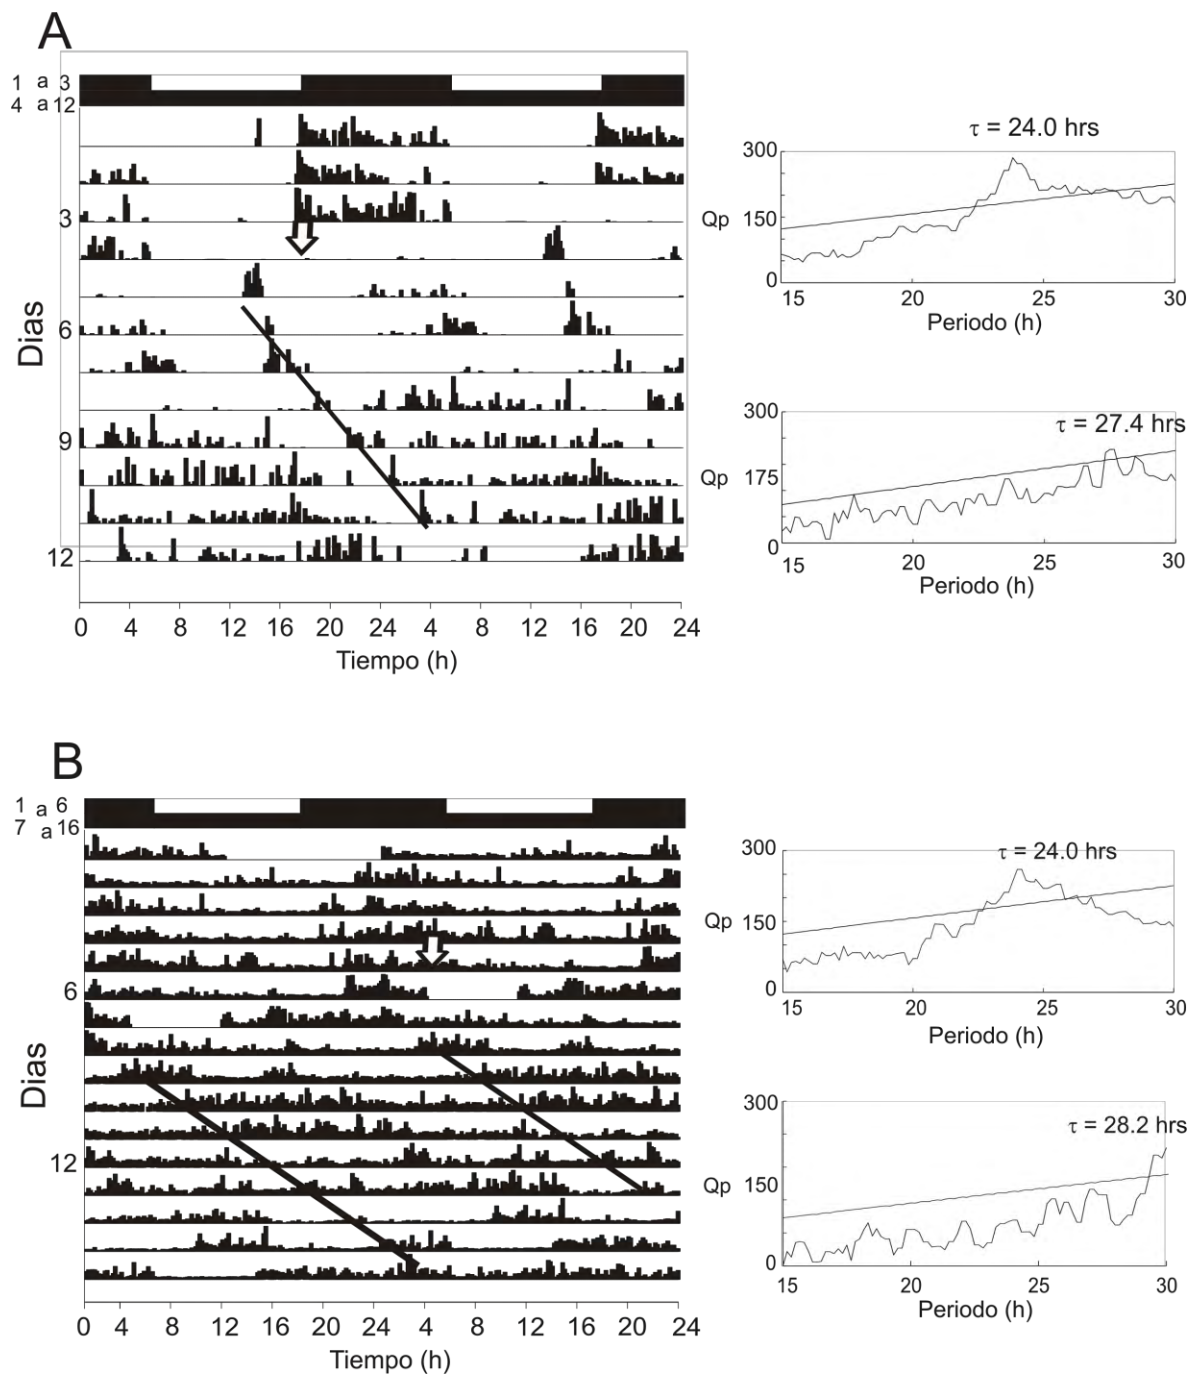 A
1 a 3
4 a 12
3
6
9
12
Dias
0 4 8 12 16 20 24 4 8 12 16 20 24
Tiempo (h)
τ = 24.0 hrs
300
Qp
150
0
15 20 25 30
Periodo (h)
300
τ = 27.4 hrs
Qp
175
0
15 20 25 30
Periodo (h)
B
1 a 6
7 a 16
6
Dias
12
0 4 8 12 20 24 4 8 12 16 20 24
Tiempo (h)
300
τ = 24.0 hrs
Qp
150
0
15 20 25 30
Periodo (h)
300
τ = 28.2 hrs
Qp
150
0
15 20 25 30
Periodo (h)